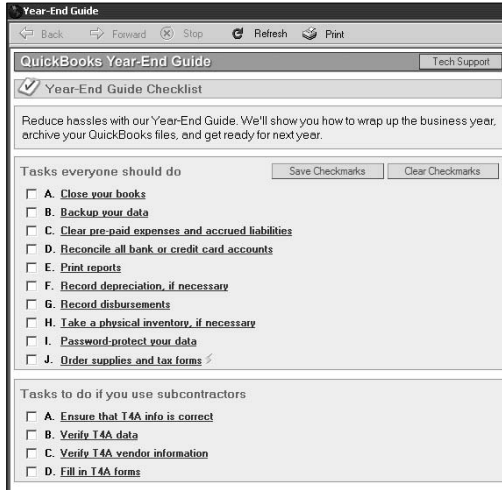 Year-End Guide
Back Forward Stop Refresh Print
QuickBooks Year-End Guide Tech Support
Year-End Guide Checklist
Reduce hassles with our Year-End Guide. We'll show you how to wrap up the business year,
archive your QuickBooks files, and get ready for next year.
Tasks everyone should do Save Checkmarks Clear Checkmarks
A. Close your books
B. Backup your data
C. Clear pre-paid expenses and accrued liabilities
D. Reconcile all bank or credit card accounts
E. Print reports
F. Record depreciation, if necessary
G. Record disbursements
H. Take a physical inventory, if necessary
I. Password-protect your data
J. Order supplies and tax forms
Tasks to do if you use subcontractors
A. Ensure that T4A info is correct
B. Verify T4A data
C. Verify T4A vendor information
D. Fill in T4A forms